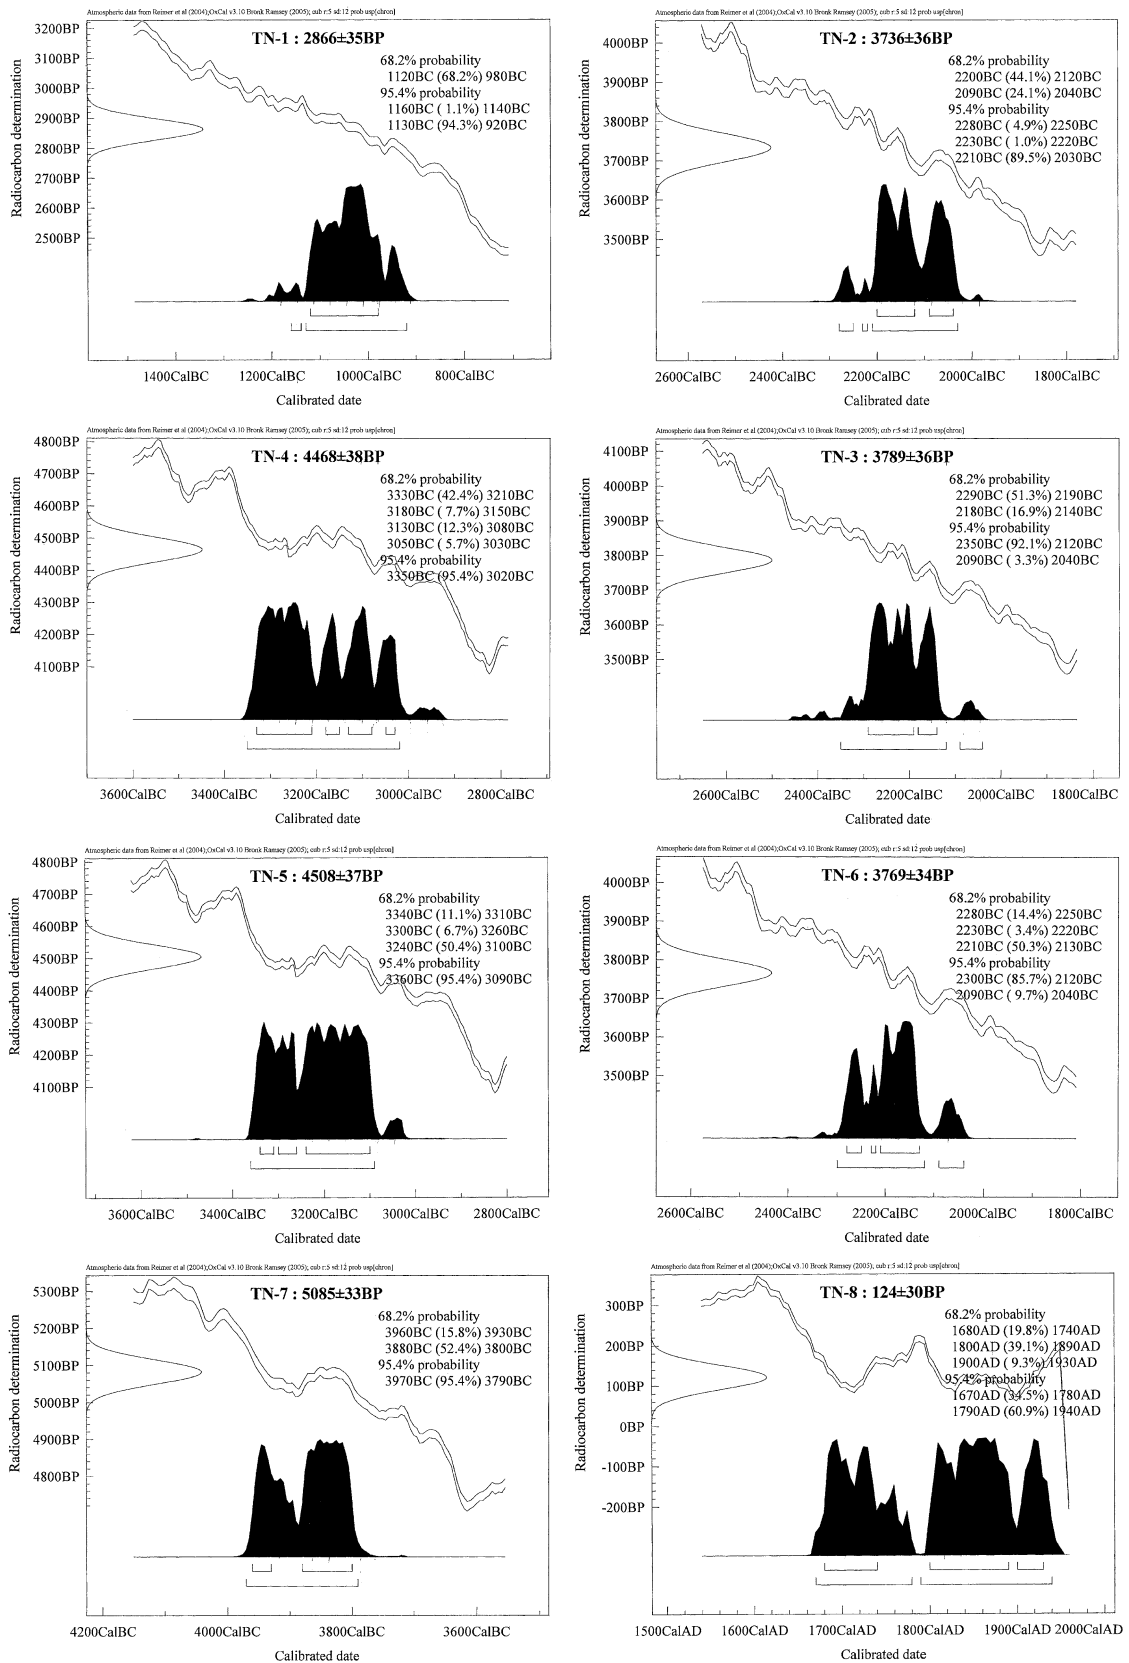 Atmospheric data from Reimer et al (2004);OxCal v3.10 Bronk Ramsey (2005); cub r:5 sd:12 prob usp[chron]
TN-1 : 2866±35BP
68.2% probability
1120BC (68.2%) 980BC
95.4% probability
1160BC ( 1.1%) 1140BC
1130BC (94.3%) 920BC
Radiocarbon determination
3200BP
3100BP
3000BP
2900BP
2800BP
2700BP
2600BP
2500BP
1400CalBC 1200CalBC 1000CalBC 800CalBC
Calibrated date
Atmospheric data from Reimer et al (2004);OxCal v3.10 Bronk Ramsey (2005); cub r:5 sd:12 prob usp[chron]
TN-2 : 3736±36BP
68.2% probability
2200BC (44.1%) 2120BC
2090BC (24.1%) 2040BC
95.4% probability
2280BC ( 4.9%) 2250BC
2230BC ( 1.0%) 2220BC
2210BC (89.5%) 2030BC
Radiocarbon determination
4000BP
3900BP
3800BP
3700BP
3600BP
3500BP
2600CalBC 2400CalBC 2200CalBC 2000CalBC 1800CalBC
Calibrated date
Atmospheric data from Reimer et al (2004);OxCal v3.10 Bronk Ramsey (2005); cub r:5 sd:12 prob usp[chron]
TN-4 : 4468±38BP
68.2% probability
3330BC (42.4%) 3210BC
3180BC ( 7.7%) 3150BC
3130BC (12.3%) 3080BC
3050BC ( 5.7%) 3030BC
95.4% probability
3350BC (95.4%) 3020BC
Radiocarbon determination
4800BP
4700BP
4600BP
4500BP
4400BP
4300BP
4200BP
4100BP
3600CalBC 3400CalBC 3200CalBC 3000CalBC 2800CalBC
Calibrated date
Atmospheric data from Reimer et al (2004);OxCal v3.10 Bronk Ramsey (2005); cub r:5 sd:12 prob usp[chron]
TN-3 : 3789±36BP
68.2% probability
2290BC (51.3%) 2190BC
2180BC (16.9%) 2140BC
95.4% probability
2350BC (92.1%) 2120BC
2090BC ( 3.3%) 2040BC
Radiocarbon determination
4100BP
4000BP
3900BP
3800BP
3700BP
3600BP
3500BP
2600CalBC 2400CalBC 2200CalBC 2000CalBC 1800CalBC
Calibrated date
Atmospheric data from Reimer et al (2004);OxCal v3.10 Bronk Ramsey (2005); cub r:5 sd:12 prob usp[chron]
TN-5 : 4508±37BP
68.2% probability
3340BC (11.1%) 3310BC
3300BC ( 6.7%) 3260BC
3240BC (50.4%) 3100BC
95.4% probability
3360BC (95.4%) 3090BC
Radiocarbon determination
4800BP
4700BP
4600BP
4500BP
4400BP
4300BP
4200BP
4100BP
3600CalBC 3400CalBC 3200CalBC 3000CalBC 2800CalBC
Calibrated date
Atmospheric data from Reimer et al (2004);OxCal v3.10 Bronk Ramsey (2005); cub r:5 sd:12 prob usp[chron]
TN-6 : 3769±34BP
68.2% probability
2280BC (14.4%) 2250BC
2230BC ( 3.4%) 2220BC
2210BC (50.3%) 2130BC
95.4% probability
2300BC (85.7%) 2120BC
2090BC ( 9.7%) 2040BC
Radiocarbon determination
4000BP
3900BP
3800BP
3700BP
3600BP
3500BP
2600CalBC 2400CalBC 2200CalBC 2000CalBC 1800CalBC
Calibrated date
Atmospheric data from Reimer et al (2004);OxCal v3.10 Bronk Ramsey (2005); cub r:5 sd:12 prob usp[chron]
TN-7 : 5085±33BP
68.2% probability
3960BC (15.8%) 3930BC
3880BC (52.4%) 3800BC
95.4% probability
3970BC (95.4%) 3790BC
Radiocarbon determination
5300BP
5200BP
5100BP
5000BP
4900BP
4800BP
4200CalBC 4000CalBC 3800CalBC 3600CalBC
Calibrated date
Atmospheric data from Reimer et al (2004);OxCal v3.10 Bronk Ramsey (2005); cub r:5 sd:12 prob usp[chron]
TN-8 : 124±30BP
68.2% probability
1680AD (19.8%) 1740AD
1800AD (39.1%) 1890AD
1900AD ( 9.3%) 1930AD
95.4% probability
1670AD (34.5%) 1780AD
1790AD (60.9%) 1940AD
Radiocarbon determination
300BP
200BP
100BP
0BP
-100BP
-200BP
1500CalAD 1600CalAD 1700CalAD 1800CalAD 1900CalAD 2000CalAD
Calibrated date